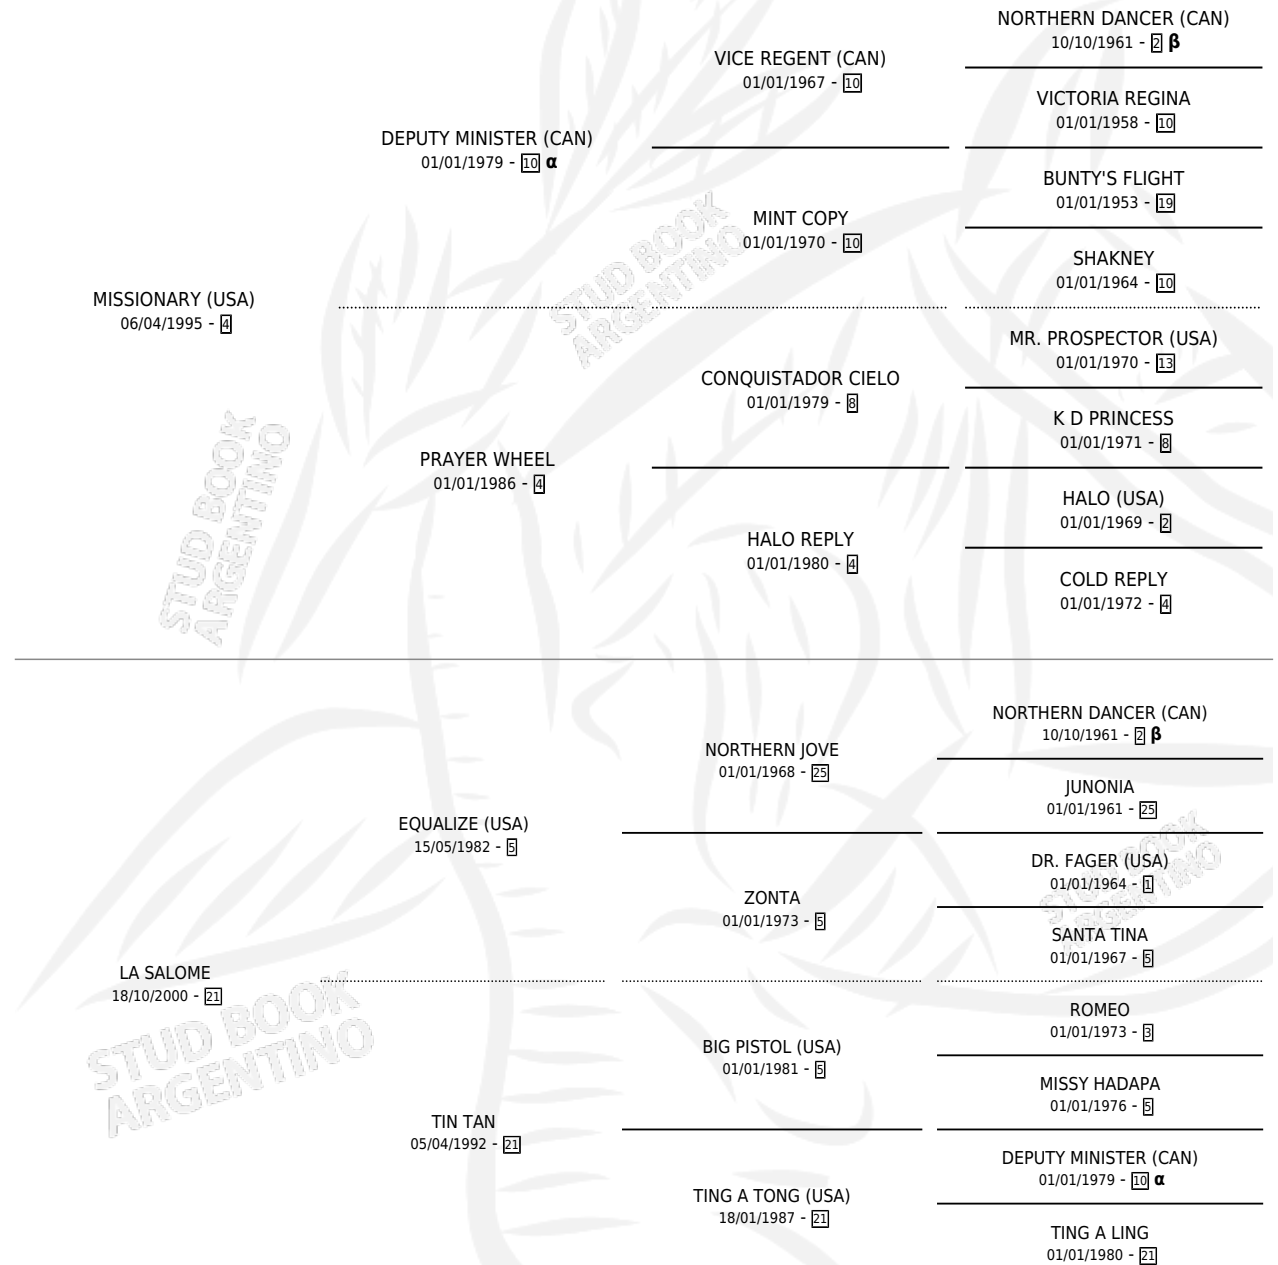 NORTHERN DANCER (CAN)
10/10/1961 - 2 β
VICE REGENT (CAN)
01/01/1967 - 10
VICTORIA REGINA
01/01/1958 - 10
DEPUTY MINISTER (CAN)
01/01/1979 - 10 α
BUNTY'S FLIGHT
01/01/1953 - 19
MINT COPY
01/01/1970 - 10
SHAKNEY
01/01/1964 - 10
MISSIONARY (USA)
06/04/1995 - 4
MR. PROSPECTOR (USA)
01/01/1970 - 13
CONQUISTADOR CIELO
01/01/1979 - 8
K D PRINCESS
01/01/1971 - 8
PRAYER WHEEL
01/01/1986 - 4
HALO (USA)
01/01/1969 - 2
HALO REPLY
01/01/1980 - 4
COLD REPLY
01/01/1972 - 4
NORTHERN DANCER (CAN)
10/10/1961 - 2 β
NORTHERN JOVE
01/01/1968 - 25
JUNONIA
01/01/1961 - 25
EQUALIZE (USA)
15/05/1982 - 5
DR. FAGER (USA)
01/01/1964 - 1
ZONTA
01/01/1973 - 5
SANTA TINA
01/01/1967 - 5
LA SALOME
18/10/2000 - 21
ROMEO
01/01/1973 - 3
BIG PISTOL (USA)
01/01/1981 - 5
MISSY HADAPA
01/01/1976 - 5
TIN TAN
05/04/1992 - 21
DEPUTY MINISTER (CAN)
01/01/1979 - 10 α
TING A TONG (USA)
18/01/1987 - 21
TING A LING
01/01/1980 - 21
STUD BOOK
ARGENTINO
STUD BOOK
ARGENTINO
STUD BOOK
ARGENTINO
STUD BOOK
ARGENTINO